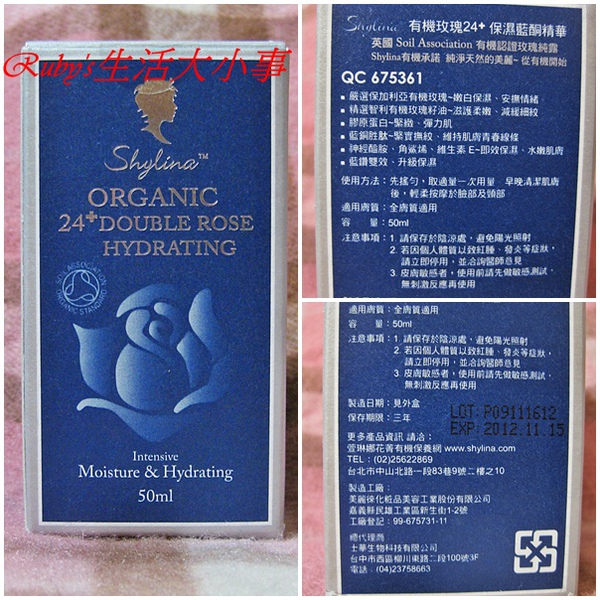 Ruby's生活大小事
Shylina™
ORGANIC
24+ DOUBLE ROSE
HYDRATING
SOIL ASSOCIATION
ORGANIC STANDARD
Intensive
Moisture & Hydrating
50ml
Shylina 有機玫瑰24+ 保濕藍酮精華
英國 Soil Association 有機認證玫瑰純露
Shylina有機承諾 純淨天然的美麗~從有機開始
QC 675361
▪ 嚴選保加利亞有機玫瑰~嫩白保濕、安撫情緒
▪ 精選智利有機玫瑰籽油~滋護柔嫩、減緩細紋
▪ 膠原蛋白~緊緻、彈力肌
▪ 藍銅胜肽~緊實撫紋、維持肌膚青春線條
▪ 神經醯胺、角鯊烯、維生素 E~即效保濕、水嫩肌膚
▪ 藍鑽雙效、升級保濕
使用方法：先搖勻，取適量一次用量 早晚清潔肌膚
後，輕柔按摩於臉部及頸部
適用膚質：全膚質適用
容 量：50ml
注意事項：1. 請保存於陰涼處，避免陽光照射
2. 若因個人體質以致紅腫、發炎等症狀，
請立即停用，並洽詢醫師意見
3. 皮膚敏感者，使用前請先做敏感測試，
無刺激反應再使用
適用膚質：全膚質適用
容 量：50ml
注意事項：1. 請保存於陰涼處，避免陽光照射
2. 若因個人體質以致紅腫、發炎等症狀，
請立即停用，並洽詢醫師意見
3. 皮膚敏感者，使用前請先做敏感測試，
無刺激反應再使用
製造日期：見外盒
保存期限：三年
LOT: P09111612
EXP: 2012.11.15
更多產品資訊 請洽：
萱琳娜花菁有機保養網 www.shylina.com
TEL：(02)25622869
台北市中山北路一段83巷9號二樓之10
製造工廠：
美麗徠化粧品美容工業股份有限公司
嘉義縣民雄工業區新生街1-2號
工廠登記：99-675731-11
總代理商
士華生物科技有限公司
台中市西區柳川東路二段100號3F
電話：(04)23758663